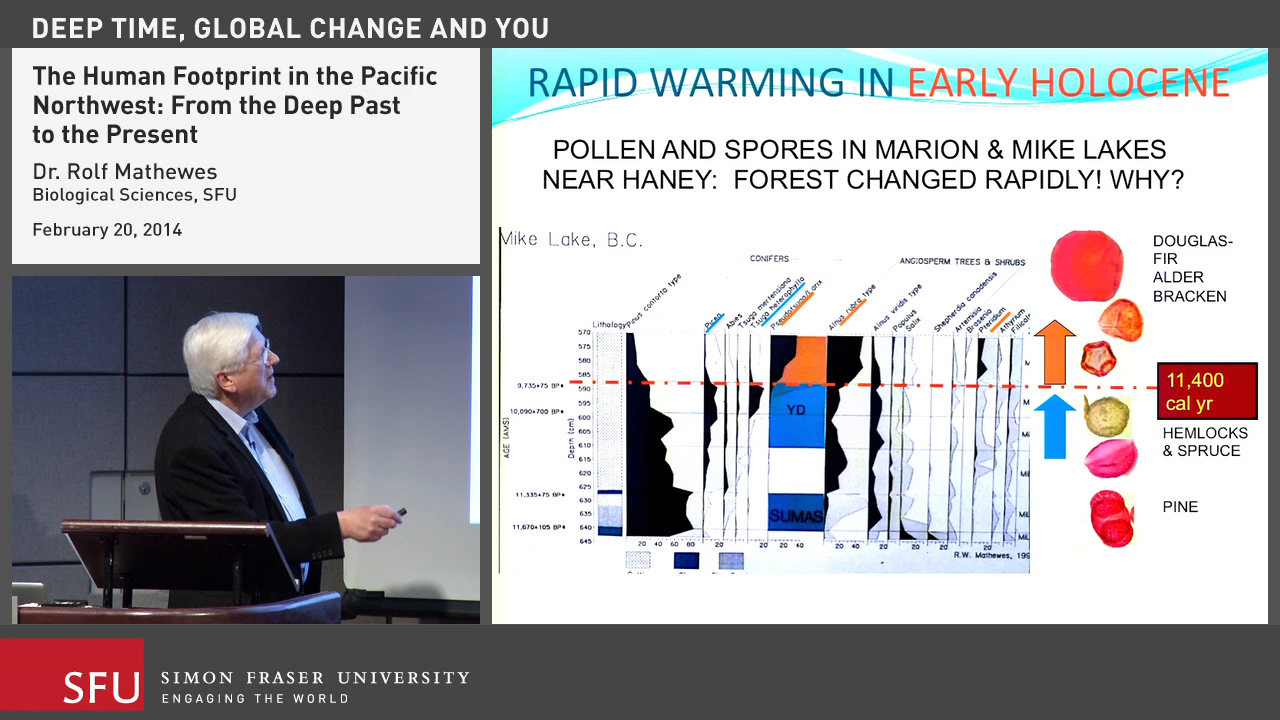 DEEP TIME, GLOBAL CHANGE AND YOU
The Human Footprint in the Pacific
Northwest: From the Deep Past
to the Present
Dr. Rolf Mathewes
Biological Sciences, SFU
February 20, 2014
RAPID WARMING IN EARLY HOLOCENE
POLLEN AND SPORES IN MARION & MIKE LAKES
NEAR HANEY: FOREST CHANGED RAPIDLY! WHY?
Mike Lake, B.C.
CONIFERS
ANGIOSPERM TREES & SHRUBS
Pinus contorta type
Picea
Abies
Tsuga mertensiana
Tsuga heterophylla
Alnus rubra type
Alnus viridis type
Populus
Salix
Shepherdia canadensis
Artemisia
Brasenia
Pteridium
Athyrium
Lithology
570
575
580
585
590
595
600
605
610
615
620
625
630
635
640
645
9,735±75 BP
10,090±700 BP
11,335±75 BP
11,670±105 BP
AGE (AMS)
Depth (cm)
YD
SUMAS
20 40 60 80
20
20 40
20
20
20
R.W. Mathewes, 199
DOUGLAS-
FIR
ALDER
BRACKEN
11,400
cal yr
HEMLOCKS
& SPRUCE
PINE
SFU
SIMON FRASER UNIVERSITY
ENGAGING THE WORLD